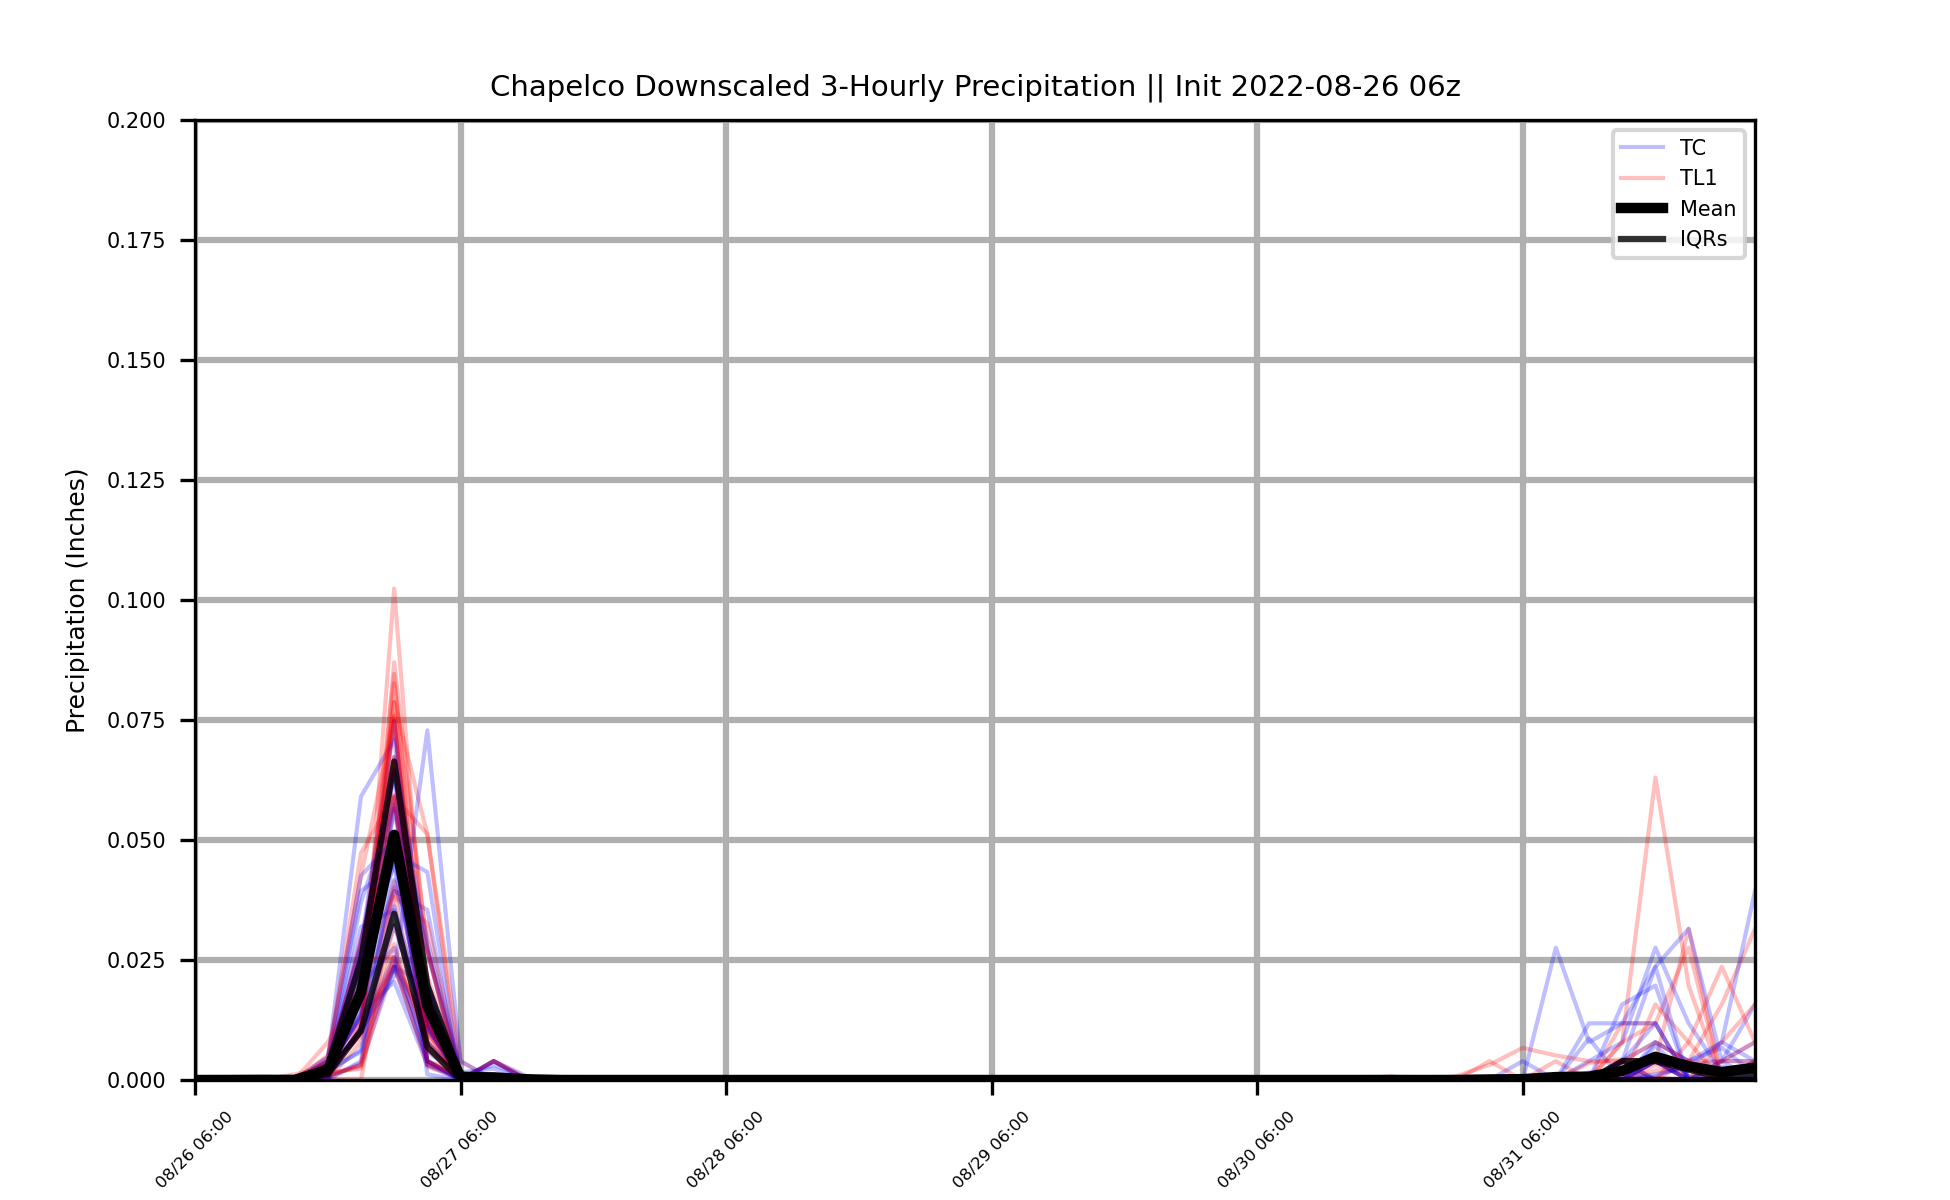 Chapelco Downscaled 3-Hourly Precipitation || Init 2022-08-26 06z
Precipitation (Inches)
0.200
0.175
0.150
0.125
0.100
0.075
0.050
0.025
0.000
TC
TL1
Mean
IQRs
08/26 06:00
08/27 06:00
08/28 06:00
08/29 06:00
08/30 06:00
08/31 06:00